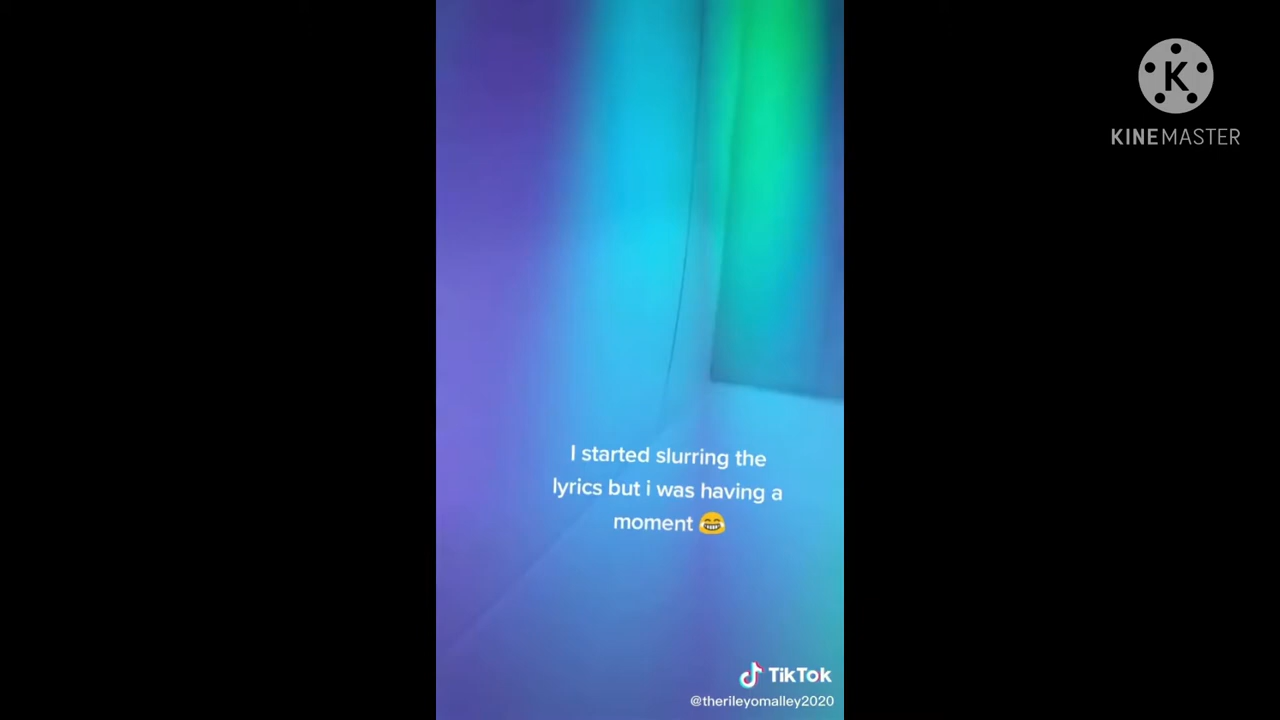 K
KINEMASTER
I started slurring the
lyrics but i was having a
moment 😂
TikTok
@therileyomalley2020